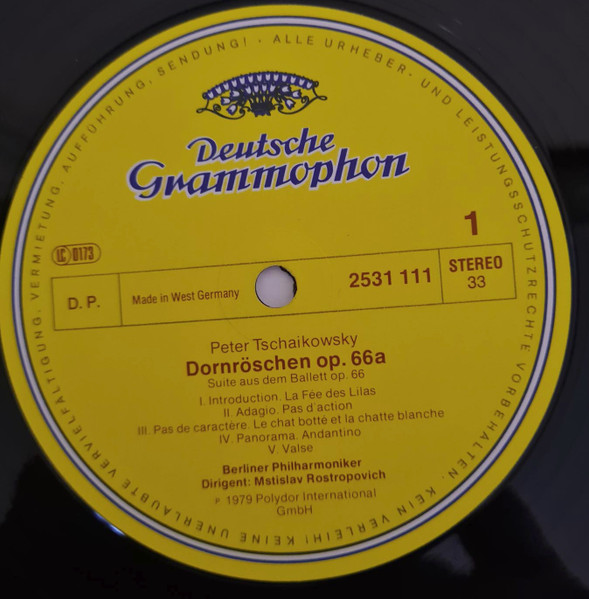 ALLE URHEBER- UND LEISTUNGSSCHUTZRECHTE VORBEHALTEN. KEIN VERLEIH! KEINE UNERLAUBTE VERVIELFÄLTIGUNG, VERMIETUNG, AUFFÜHRUNG, SENDUNG! ·
Deutsche
Grammophon
1
LC 0173
D. P.
Made in West Germany
2531 111
STEREO
33
Peter Tschaikowsky
Dornröschen op. 66a
Suite aus dem Ballett op. 66
I. Introduction. La Fée des Lilas
II. Adagio. Pas d'action
III. Pas de caractère. Le chat botté et la chatte blanche
IV. Panorama. Andantino
V. Valse
Berliner Philharmoniker
Dirigent: Mstislav Rostropovich
℗ 1979 Polydor International
GmbH